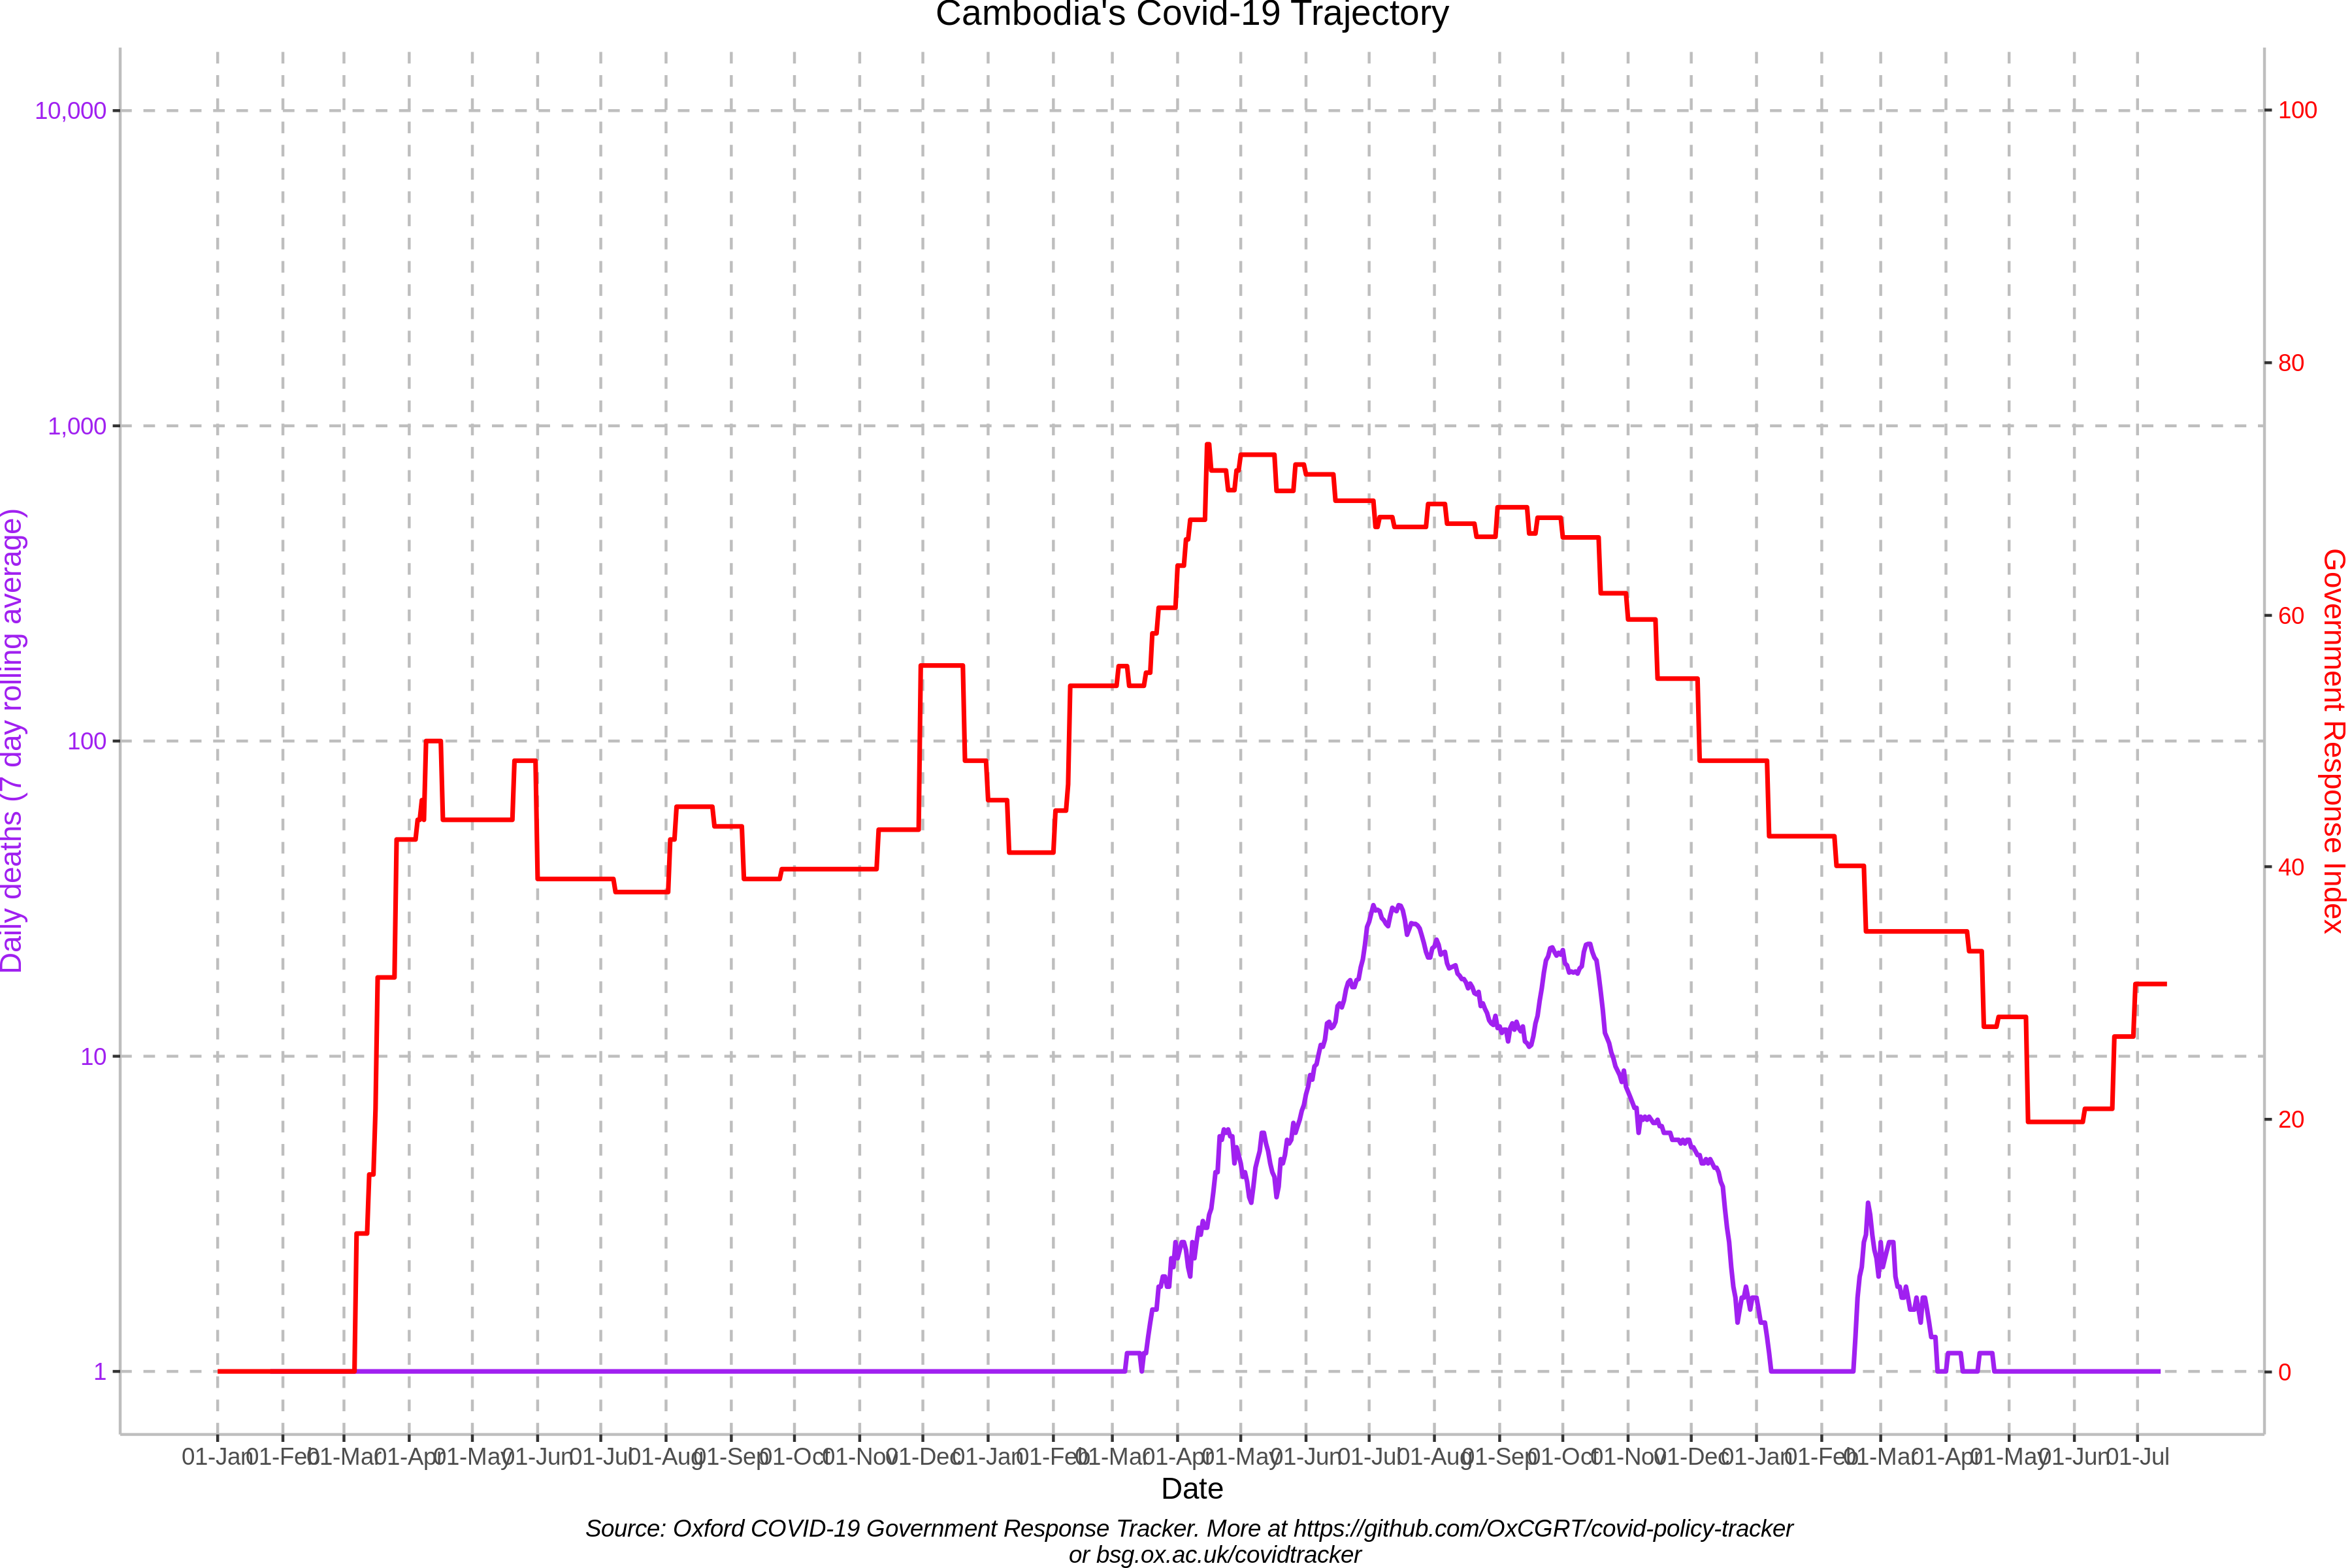 Cambodia's Covid-19 Trajectory
10,000
1,000
100
10
1
Daily deaths (7 day rolling average)
100
80
60
40
20
0
Government Response Index
01-Jan 01-Feb 01-Mar 01-Apr 01-May 01-Jun 01-Jul 01-Aug 01-Sep 01-Oct 01-Nov 01-Dec 01-Jan 01-Feb 01-Mar 01-Apr 01-May 01-Jun 01-Jul 01-Aug 01-Sep 01-Oct 01-Nov 01-Dec 01-Jan 01-Feb 01-Mar 01-Apr 01-May 01-Jun 01-Jul
Date
Source: Oxford COVID-19 Government Response Tracker. More at https://github.com/OxCGRT/covid-policy-tracker
or bsg.ox.ac.uk/covidtracker